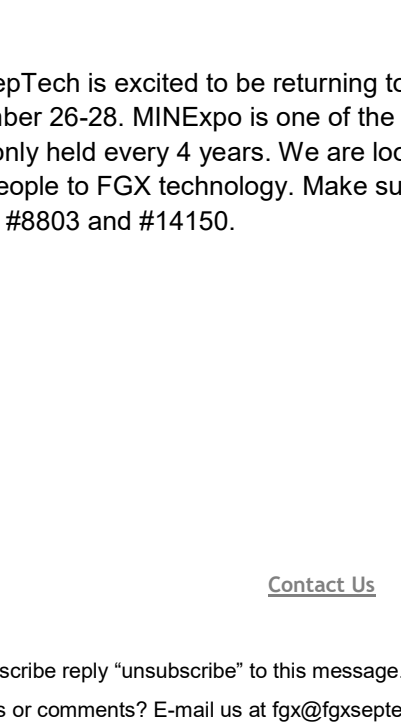 epTech is excited to be returning to
ber 26-28. MINExpo is one of the
only held every 4 years. We are loo
eople to FGX technology. Make su
#8803 and #14150.
Contact Us
scribe reply “unsubscribe” to this message.
s or comments? E-mail us at fgx@fgxsepte